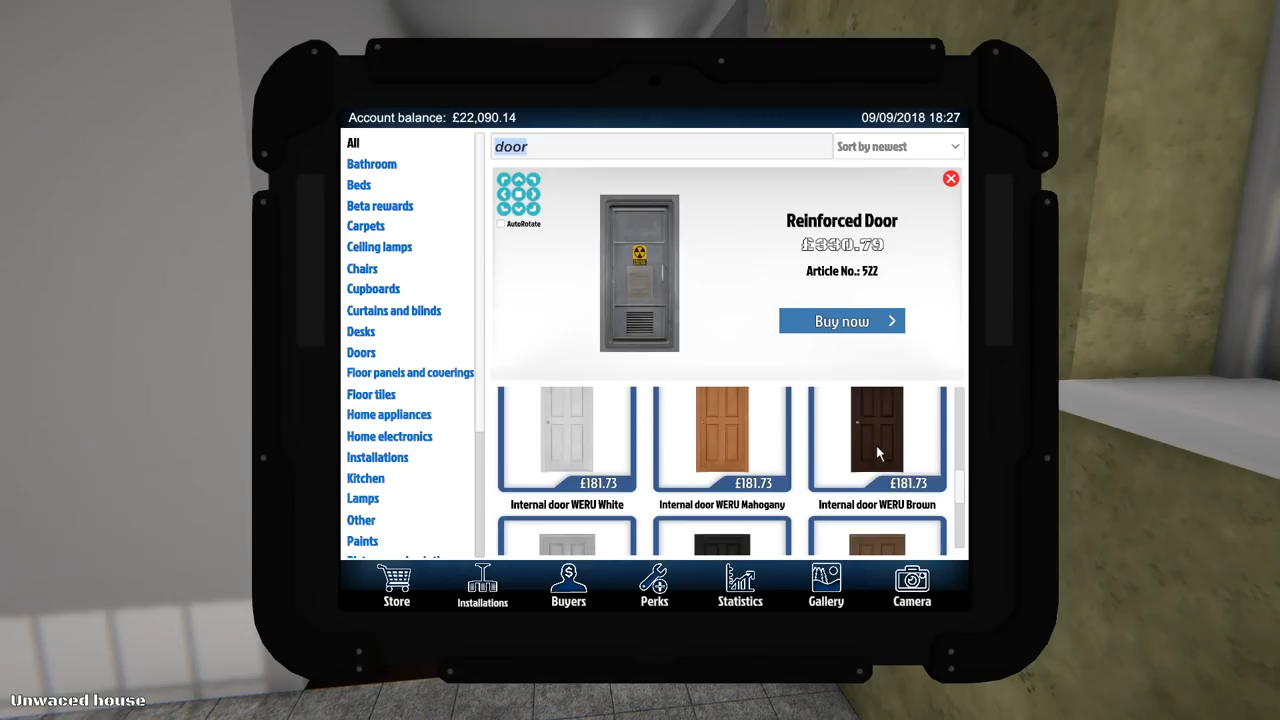 Account balance: £22,090.14
09/09/2018 18:27
All
Bathroom
Beds
Beta rewards
Carpets
Ceiling lamps
Chairs
Cupboards
Curtains and blinds
Desks
Doors
Floor panels and coverings
Floor tiles
Home appliances
Home electronics
Installations
Kitchen
Lamps
Other
Paints
door
Sort by newest
AutoRotate
Reinforced Door
£330.79
Article No.: 522
Buy now
£181.73
£181.73
£181.73
Internal door WERU White
Internal door WERU Mahogany
Internal door WERU Brown
Store
Installations
Buyers
Perks
Statistics
Gallery
Camera
Unwaced house